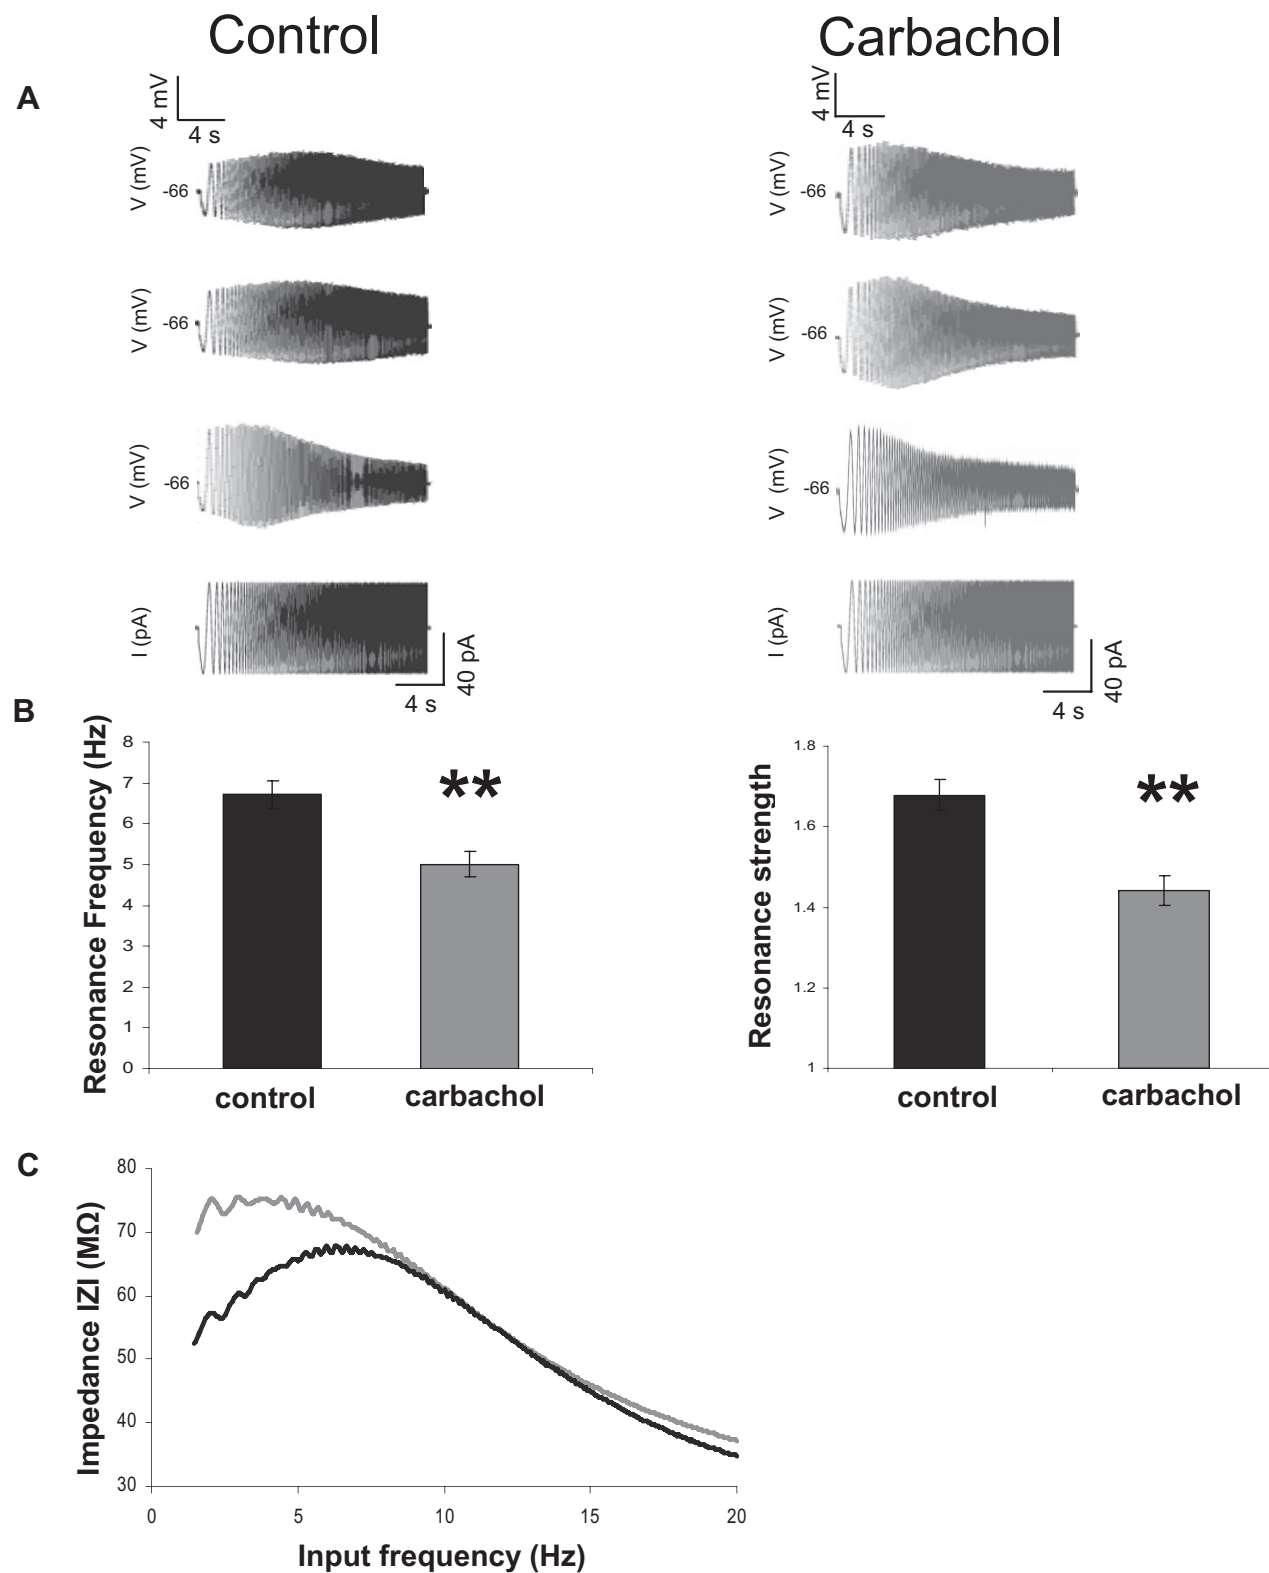 Control
Carbachol
A
4 mV
4 s
4 mV
4 s
V (mV)
-66
V (mV)
-66
V (mV)
-66
V (mV)
-66
V (mV)
-66
V (mV)
-66
I (pA)
40 pA
4 s
I (pA)
40 pA
4 s
B
Resonance Frequency (Hz)
8
7
6
5
4
3
2
1
0
**
control
carbachol
Resonance strength
1.8
1.6
1.4
1.2
1
**
control
carbachol
C
Impedance IZI (MΩ)
80
70
60
50
40
30
0 5 10 15 20
Input frequency (Hz)